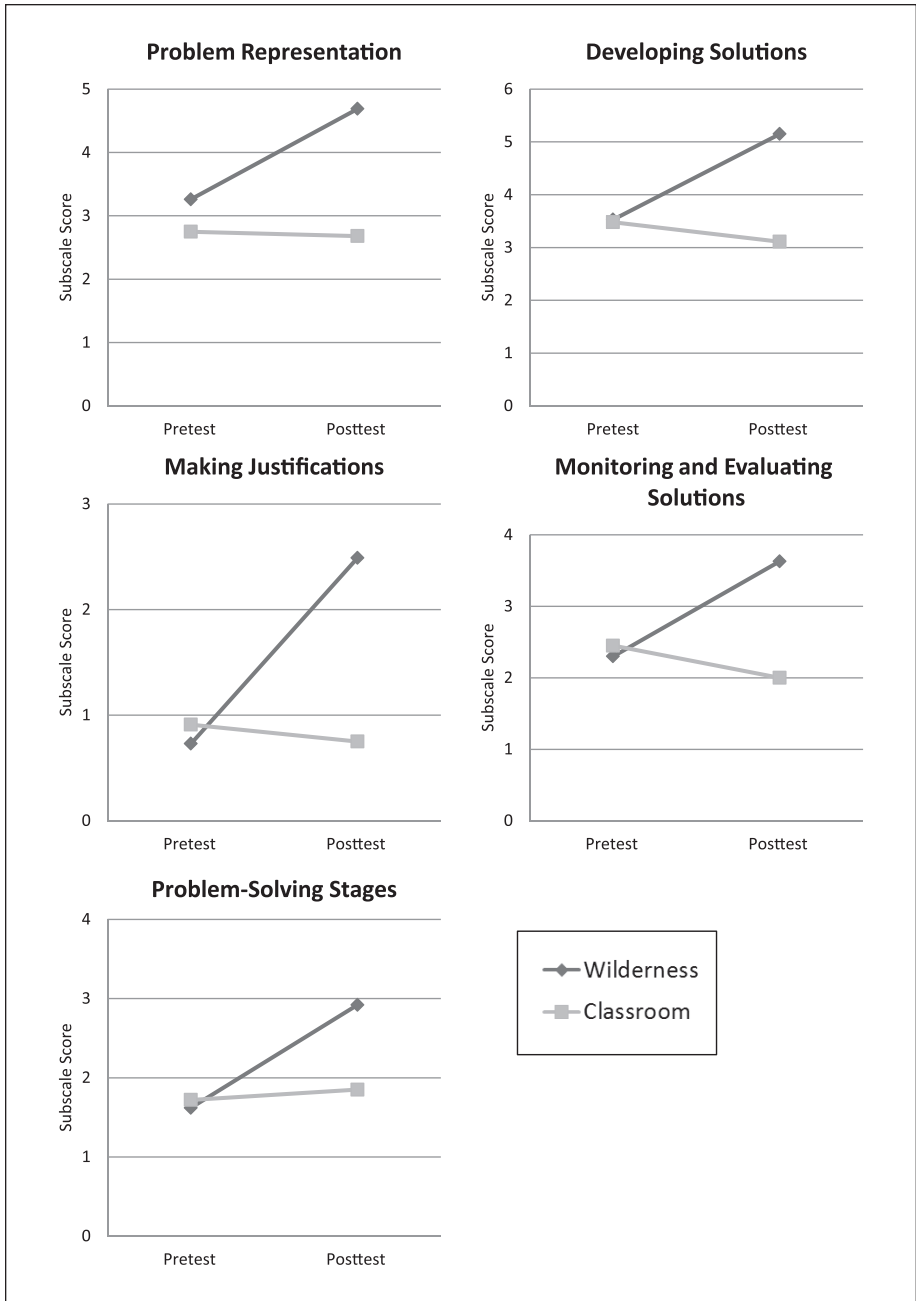 Problem Representation
5
4
3
2
1
0
Subscale Score
Pretest Posttest
Developing Solutions
6
5
4
3
2
1
0
Subscale Score
Pretest Posttest
Making Justifications
3
2
1
0
Subscale Score
Pretest Posttest
Monitoring and Evaluating
Solutions
4
3
2
1
0
Subscale Score
Pretest Posttest
Problem-Solving Stages
4
3
2
1
0
Subscale Score
Pretest Posttest
Wilderness
Classroom